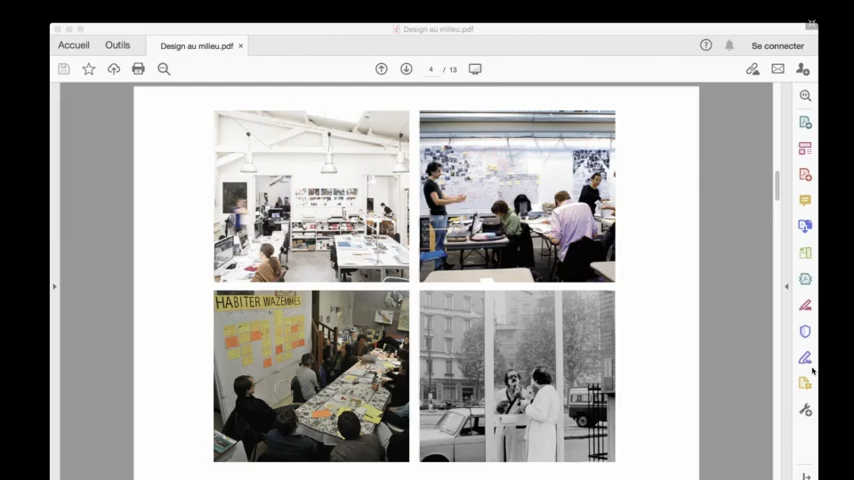 Design au milieu.pdf
Accueil Outils Design au milieu.pdf × Se connecter
4 / 13
HABITER WAZEMMES